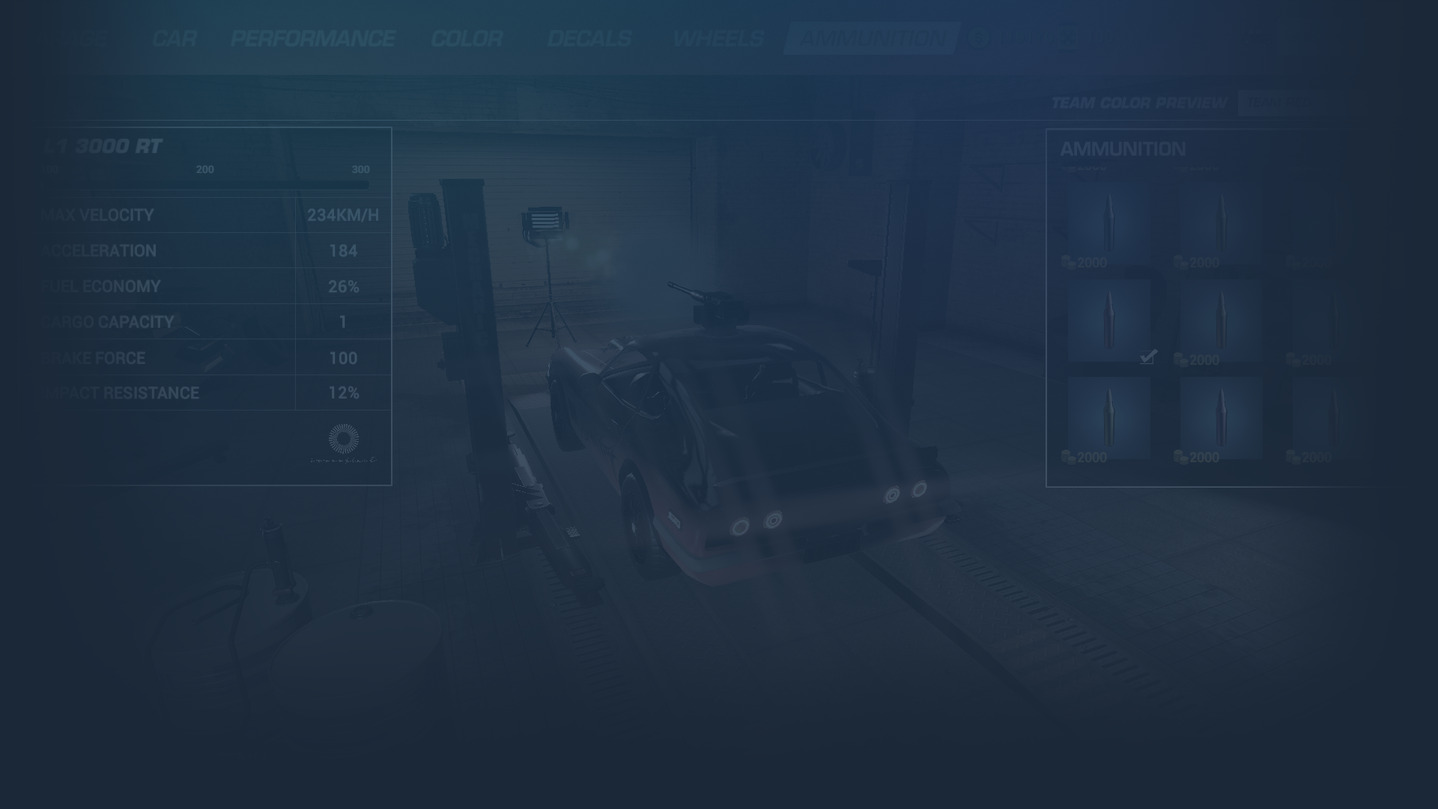 CAR PERFORMANCE COLOR DECALS WHEELS AMMUNITION
TEAM COLOR PREVIEW
3000 RT
200 300
MAX VELOCITY 234KM/H
ACCELERATION 184
FUEL ECONOMY 26%
CARGO CAPACITY 1
BRAKE FORCE 100
IMPACT RESISTANCE 12%
AMMUNITION
2000 2000
2000 2000
2000 2000 2000